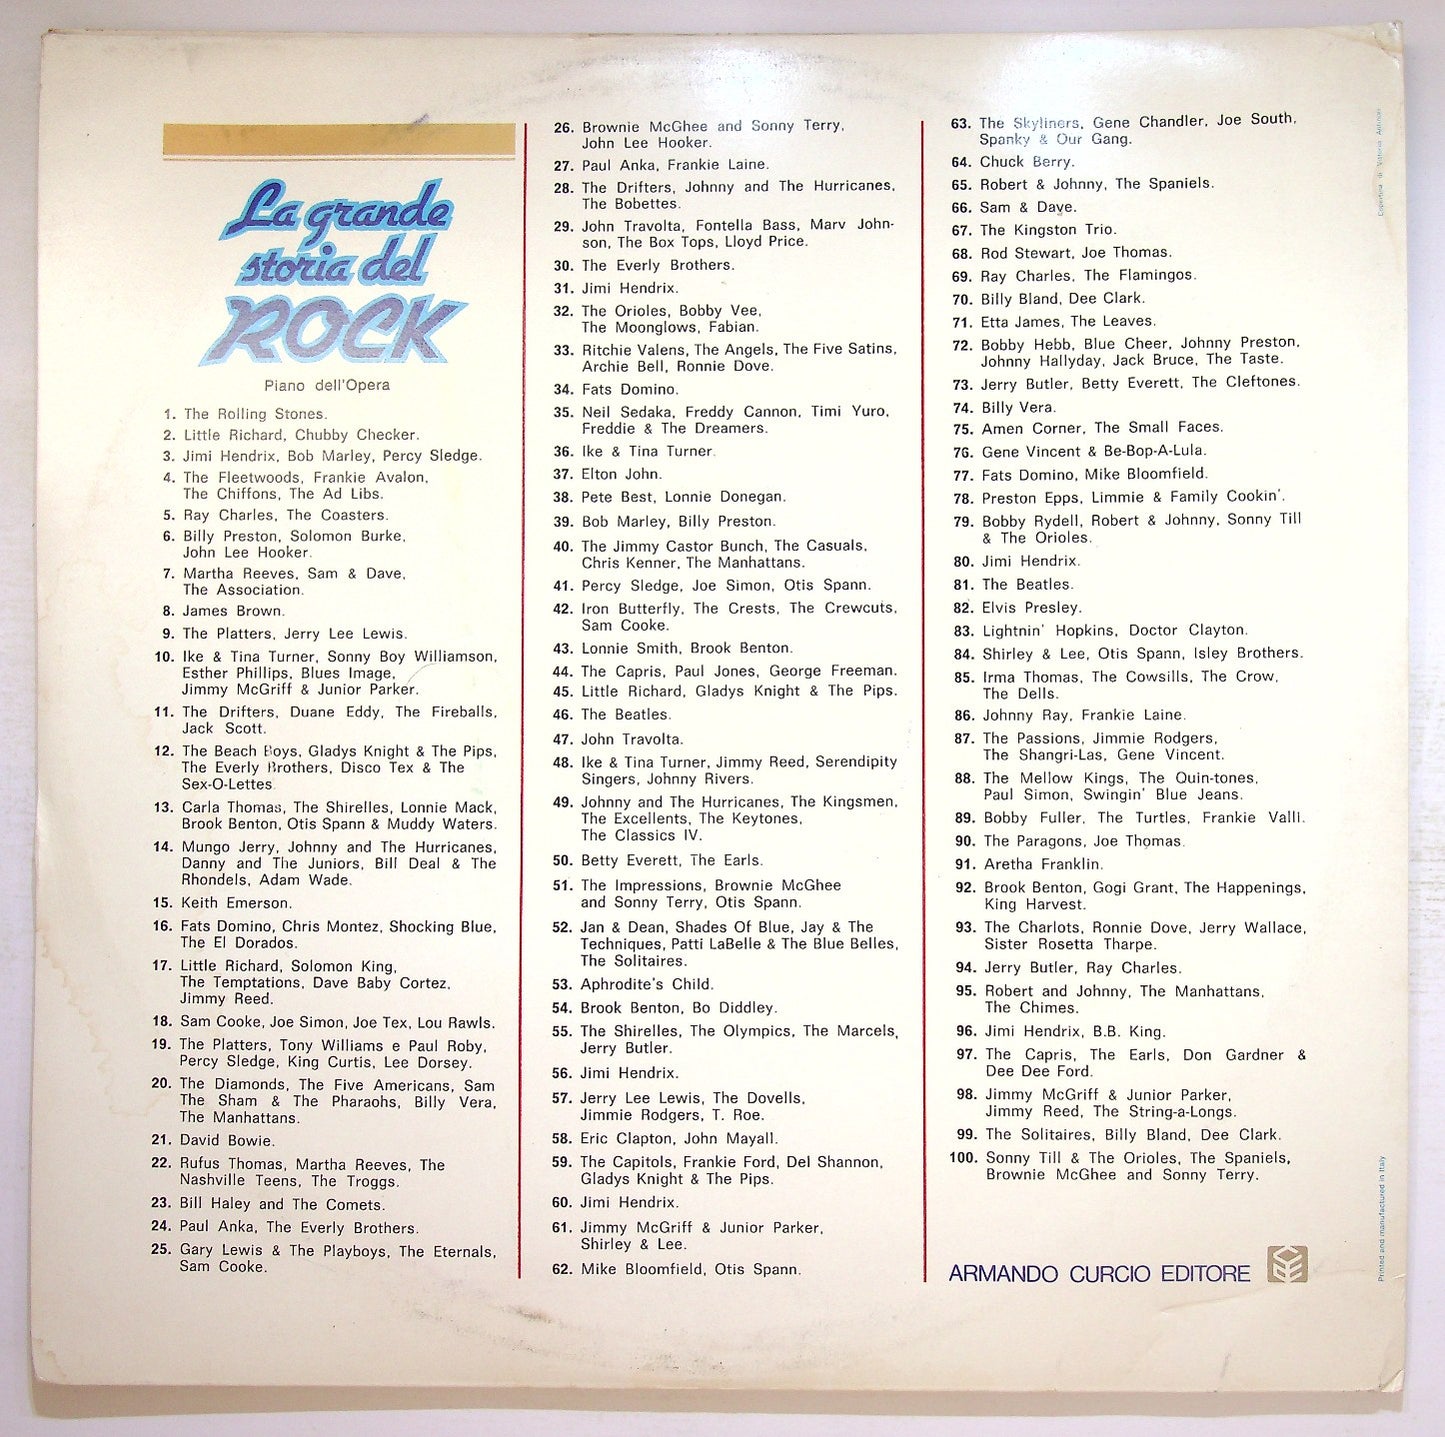 La grande
storia del
ROCK
Piano dell'Opera
1. The Rolling Stones.
2. Little Richard, Chubby Checker.
3. Jimi Hendrix, Bob Marley, Percy Sledge.
4. The Fleetwoods, Frankie Avalon,
The Chiffons, The Ad Libs.
5. Ray Charles, The Coasters.
6. Billy Preston, Solomon Burke,
John Lee Hooker.
7. Martha Reeves, Sam & Dave,
The Association.
8. James Brown.
9. The Platters, Jerry Lee Lewis.
10. Ike & Tina Turner, Sonny Boy Williamson,
Esther Phillips, Blues Image,
Jimmy McGriff & Junior Parker.
11. The Drifters, Duane Eddy, The Fireballs,
Jack Scott.
12. The Beach Boys, Gladys Knight & The Pips,
The Everly Brothers, Disco Tex & The
Sex-O-Lettes.
13. Carla Thomas, The Shirelles, Lonnie Mack,
Brook Benton, Otis Spann & Muddy Waters.
14. Mungo Jerry, Johnny and The Hurricanes,
Danny and The Juniors, Bill Deal & The
Rhondels, Adam Wade.
15. Keith Emerson.
16. Fats Domino, Chris Montez, Shocking Blue,
The El Dorados.
17. Little Richard, Solomon King,
The Temptations, Dave Baby Cortez,
Jimmy Reed.
18. Sam Cooke, Joe Simon, Joe Tex, Lou Rawls.
19. The Platters, Tony Williams e Paul Roby,
Percy Sledge, King Curtis, Lee Dorsey.
20. The Diamonds, The Five Americans, Sam
The Sham & The Pharaohs, Billy Vera,
The Manhattans.
21. David Bowie.
22. Rufus Thomas, Martha Reeves, The
Nashville Teens, The Troggs.
23. Bill Haley and The Comets.
24. Paul Anka, The Everly Brothers.
25. Gary Lewis & The Playboys, The Eternals,
Sam Cooke.
26. Brownie McGhee and Sonny Terry,
John Lee Hooker.
27. Paul Anka, Frankie Laine.
28. The Drifters, Johnny and The Hurricanes,
The Bobettes.
29. John Travolta, Fontella Bass, Marv John-
son, The Box Tops, Lloyd Price.
30. The Everly Brothers.
31. Jimi Hendrix.
32. The Orioles, Bobby Vee,
The Moonglows, Fabian.
33. Ritchie Valens, The Angels, The Five Satins,
Archie Bell, Ronnie Dove.
34. Fats Domino.
35. Neil Sedaka, Freddy Cannon, Timi Yuro,
Freddie & The Dreamers.
36. Ike & Tina Turner.
37. Elton John.
38. Pete Best, Lonnie Donegan.
39. Bob Marley, Billy Preston.
40. The Jimmy Castor Bunch, The Casuals,
Chris Kenner, The Manhattans.
41. Percy Sledge, Joe Simon, Otis Spann.
42. Iron Butterfly, The Crests, The Crewcuts,
Sam Cooke.
43. Lonnie Smith, Brook Benton.
44. The Capris, Paul Jones, George Freeman.
45. Little Richard, Gladys Knight & The Pips.
46. The Beatles.
47. John Travolta.
48. Ike & Tina Turner, Jimmy Reed, Serendipity
Singers, Johnny Rivers.
49. Johnny and The Hurricanes, The Kingsmen,
The Excellents, The Keytones,
The Classics IV.
50. Betty Everett, The Earls.
51. The Impressions, Brownie McGhee
and Sonny Terry, Otis Spann.
52. Jan & Dean, Shades Of Blue, Jay & The
Techniques, Patti LaBelle & The Blue Belles,
The Solitaires.
53. Aphrodite's Child.
54. Brook Benton, Bo Diddley.
55. The Shirelles, The Olympics, The Marcels,
Jerry Butler.
56. Jimi Hendrix.
57. Jerry Lee Lewis, The Dovells,
Jimmie Rodgers, T. Roe.
58. Eric Clapton, John Mayall.
59. The Capitols, Frankie Ford, Del Shannon,
Gladys Knight & The Pips.
60. Jimi Hendrix.
61. Jimmy McGriff & Junior Parker,
Shirley & Lee.
62. Mike Bloomfield, Otis Spann.
63. The Skyliners, Gene Chandler, Joe South,
Spanky & Our Gang.
64. Chuck Berry.
65. Robert & Johnny, The Spaniels.
66. Sam & Dave.
67. The Kingston Trio.
68. Rod Stewart, Joe Thomas.
69. Ray Charles, The Flamingos.
70. Billy Bland, Dee Clark.
71. Etta James, The Leaves.
72. Bobby Hebb, Blue Cheer, Johnny Preston,
Johnny Hallyday, Jack Bruce, The Taste.
73. Jerry Butler, Betty Everett, The Cleftones.
74. Billy Vera.
75. Amen Corner, The Small Faces.
76. Gene Vincent & Be-Bop-A-Lula.
77. Fats Domino, Mike Bloomfield.
78. Preston Epps, Limmie & Family Cookin'.
79. Bobby Rydell, Robert & Johnny, Sonny Till
& The Orioles.
80. Jimi Hendrix.
81. The Beatles.
82. Elvis Presley.
83. Lightnin' Hopkins, Doctor Clayton.
84. Shirley & Lee, Otis Spann, Isley Brothers.
85. Irma Thomas, The Cowsills, The Crow,
The Dells.
86. Johnny Ray, Frankie Laine.
87. The Passions, Jimmie Rodgers,
The Shangri-Las, Gene Vincent.
88. The Mellow Kings, The Quin-tones,
Paul Simon, Swingin' Blue Jeans.
89. Bobby Fuller, The Turtles, Frankie Valli.
90. The Paragons, Joe Thomas.
91. Aretha Franklin.
92. Brook Benton, Gogi Grant, The Happenings,
King Harvest.
93. The Charlots, Ronnie Dove, Jerry Wallace,
Sister Rosetta Tharpe.
94. Jerry Butler, Ray Charles.
95. Robert and Johnny, The Manhattans,
The Chimes.
96. Jimi Hendrix, B.B. King.
97. The Capris, The Earls, Don Gardner &
Dee Dee Ford.
98. Jimmy McGriff & Junior Parker,
Jimmy Reed, The String-a-Longs.
99. The Solitaires, Billy Bland, Dee Clark.
100. Sonny Till & The Orioles, The Spaniels,
Brownie McGhee and Sonny Terry.
ARMANDO CURCIO EDITORE
Copertina di Vittorio Antinori
Printed and manufactured in Italy